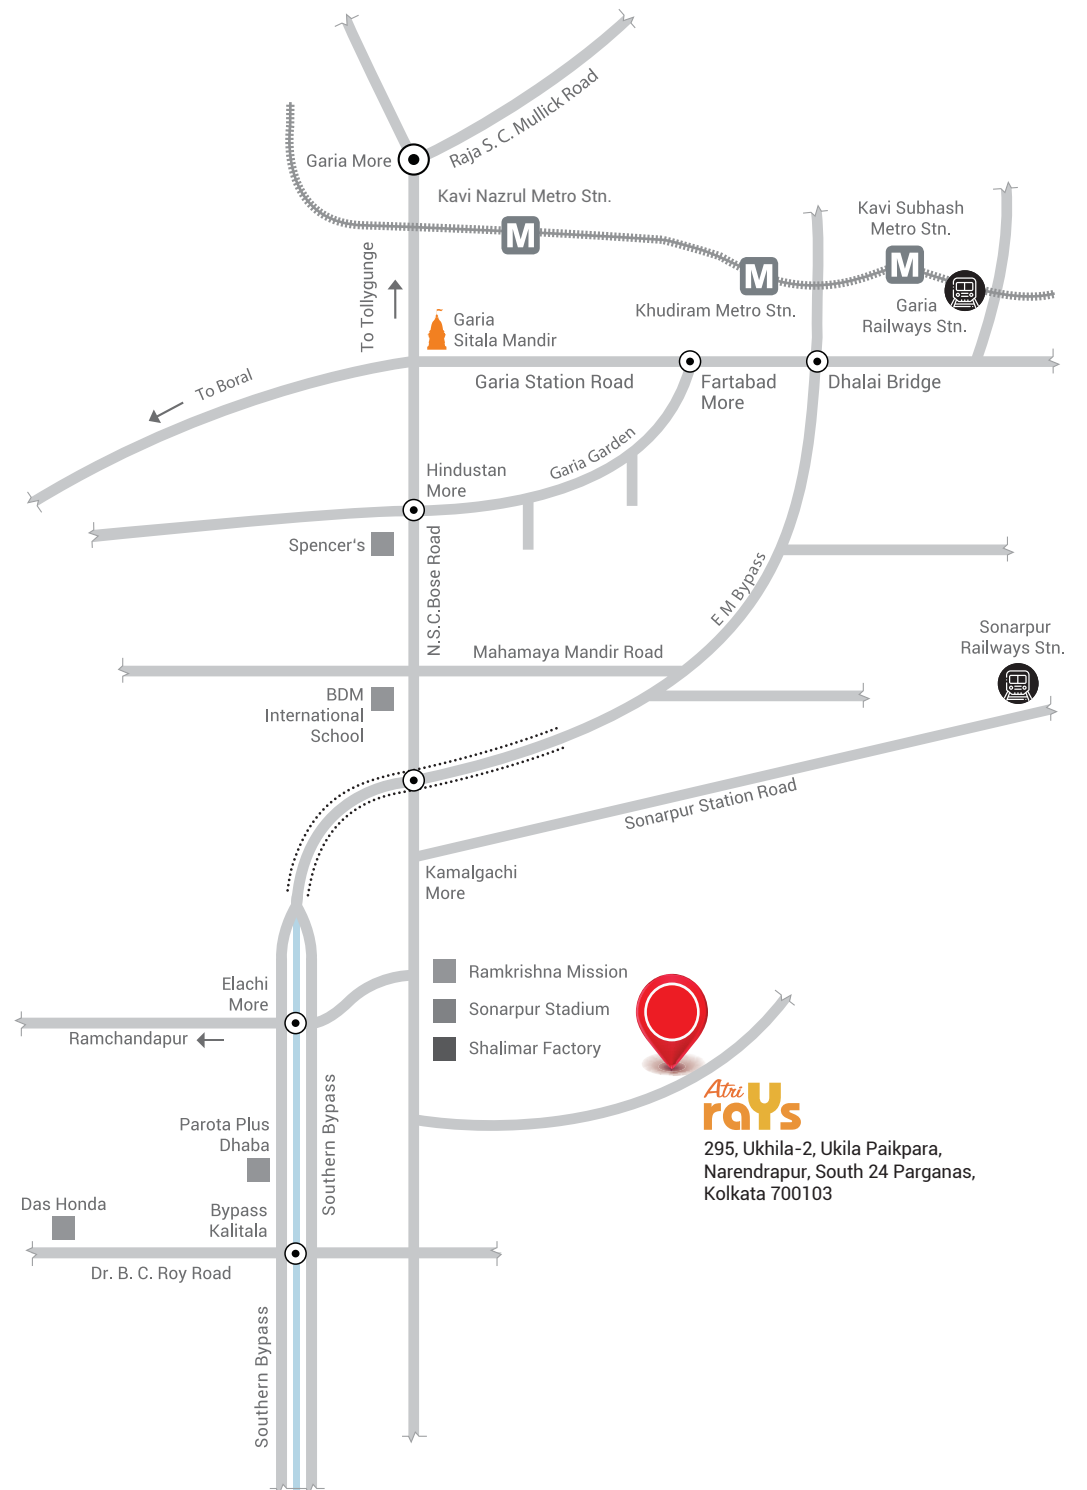 Raja S. C. Mullick Road
Garia More
Kavi Nazrul Metro Stn.
M
Kavi Subhash
Metro Stn.
M
M
Khudiram Metro Stn.
Garia
Railways Stn.
To Tollygunge
Garia
Sitala Mandir
To Boral
Garia Station Road
Fartabad
More
Dhalai Bridge
Garia Garden
Hindustan
More
Spencer's
N.S.C.Bose Road
E M Bypass
Sonarpur
Railways Stn.
Mahamaya Mandir Road
BDM
International
School
Sonarpur Station Road
Kamalgachi
More
Ramkrishna Mission
Sonarpur Stadium
Shalimar Factory
Elachi
More
Ramchandapur
Southern Bypass
Atri
raYs
295, Ukhila-2, Ukila Paikpara,
Narendrapur, South 24 Parganas,
Kolkata 700103
Parota Plus
Dhaba
Das Honda
Bypass
Kalitala
Dr. B. C. Roy Road
Southern Bypass